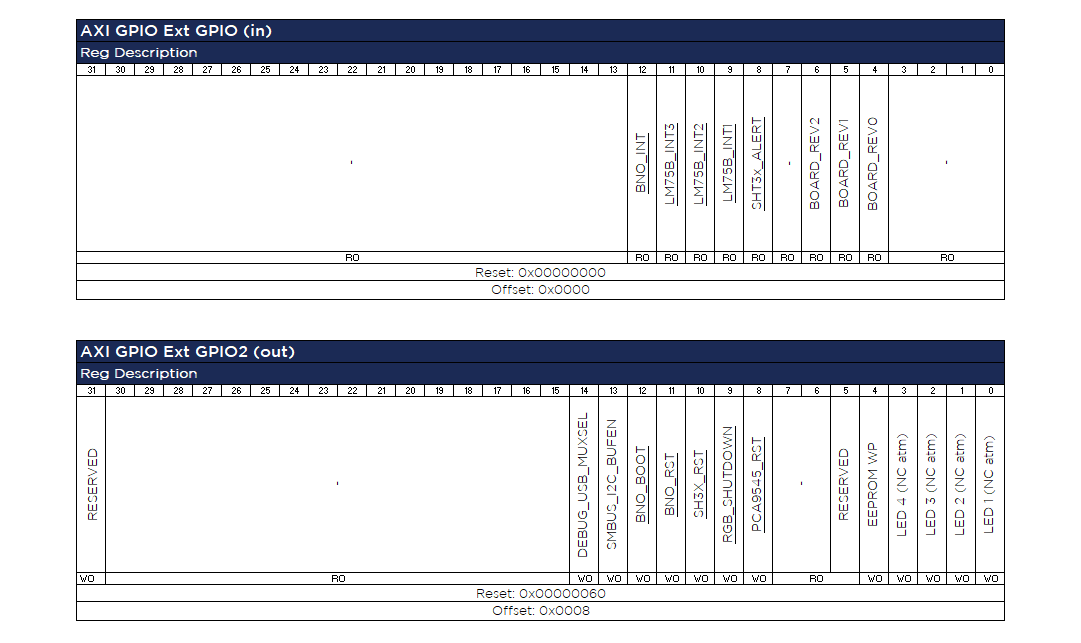 AXI GPIO Ext GPIO (in)
Reg Description
31 30 29 28 27 26 25 24 23 22 21 20 19 18 17 16 15 14 13 12 11 10 9 8 7 6 5 4 3 2 1 0
- BNO_INT LM75B_INT3 LM75B_INT2 LM75B_INT1 SHT3x_ALERT - BOARD_REV2 BOARD_REV1 BOARD_REV0 -
RO RO RO RO RO RO RO RO RO RO RO
Reset: 0x00000000
Offset: 0x0000
AXI GPIO Ext GPIO2 (out)
Reg Description
31 30 29 28 27 26 25 24 23 22 21 20 19 18 17 16 15 14 13 12 11 10 9 8 7 6 5 4 3 2 1 0
RESERVED - DEBUG_USB_MUXSEL SMBUS_I2C_BUFEN BNO_BOOT BNO_RST SH3X_RST RGB_SHUTDOWN PCA9545_RST - RESERVED EEPROM WP LED 4 (NC atm) LED 3 (NC atm) LED 2 (NC atm) LED 1 (NC atm)
WO RO WO WO WO WO WO WO WO RO WO WO WO WO WO
Reset: 0x00000060
Offset: 0x0008